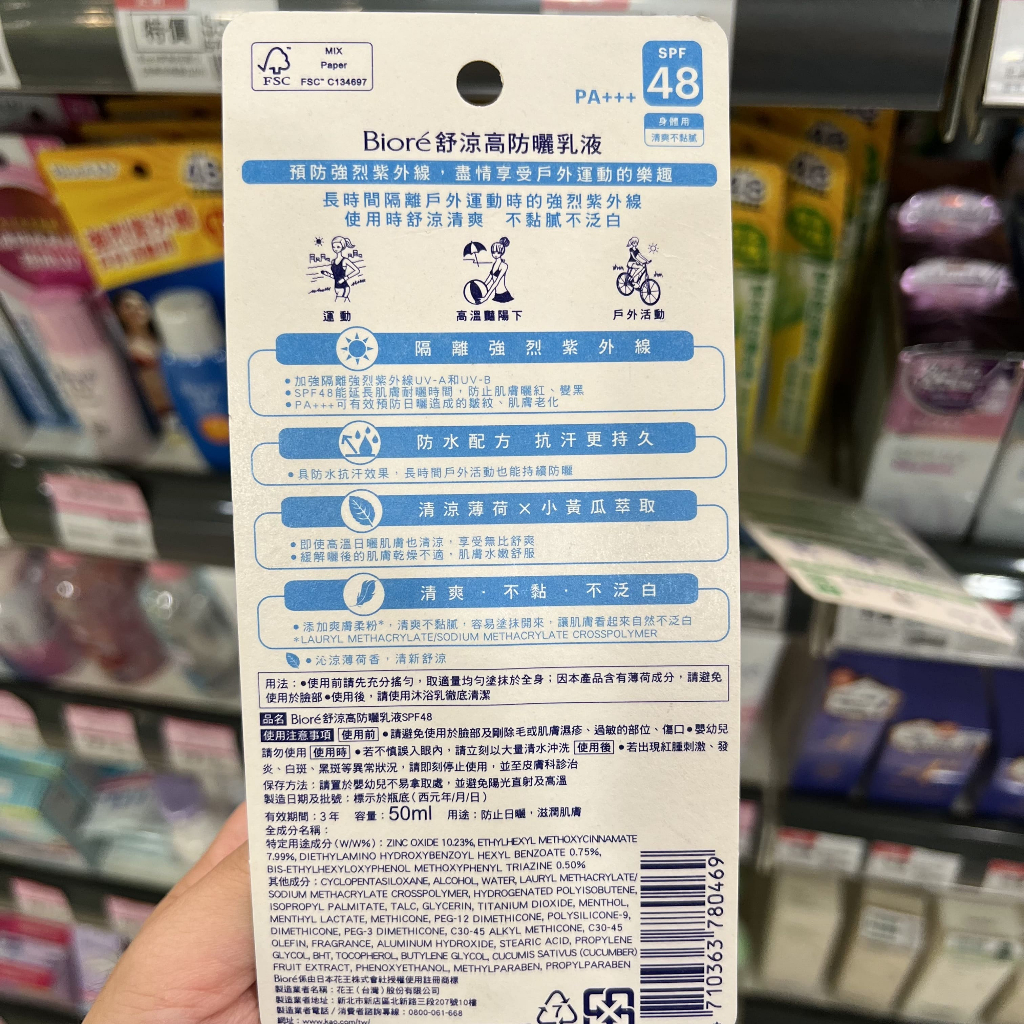 特價
MIX
Paper
FSC
FSC™ C134697
SPF
48
PA+++
身體用
清爽不黏膩
Bioré舒涼高防曬乳液
預防強烈紫外線，盡情享受戶外運動的樂趣
長時間隔離戶外運動時的強烈紫外線
使用時舒涼清爽 不黏膩不泛白
運動
高溫豔陽下
戶外活動
隔離強烈紫外線
●加強隔離強烈紫外線UV-A和UV-B
●SPF48能延長肌膚耐曬時間，防止肌膚曬紅、變黑
●PA+++可有效預防日曬造成的皺紋、肌膚老化
防水配方 抗汗更持久
●具防水抗汗效果，長時間戶外活動也能持續防曬
清涼薄荷×小黃瓜萃取
●即使高溫日曬肌膚也清涼，享受無比舒爽
●緩解曬後的肌膚乾燥不適，肌膚水嫩舒服
清爽．不黏．不泛白
●添加爽膚柔粉*，清爽不黏膩，容易塗抹開來，讓肌膚看起來自然不泛白
*LAURYL METHACRYLATE/SODIUM METHACRYLATE CROSSPOLYMER
●沁涼薄荷香，清新舒涼
用法：●使用前請先充分搖勻，取適量均勻塗抹於全身；因本產品含有薄荷成分，請避免
使用於臉部●使用後，請使用沐浴乳徹底清潔
品名 Bioré舒涼高防曬乳液SPF48
使用注意事項 使用前 ●請避免使用於臉部及剛除毛或肌膚濕疹、過敏的部位、傷口●嬰幼兒
請勿使用 使用時 ●若不慎誤入眼內，請立刻以大量清水沖洗 使用後 ●若出現紅腫刺激、發
炎、白斑、黑斑等異常狀況，請即刻停止使用，並至皮膚科診治
保存方法：請置於嬰幼兒不易拿取處，並避免陽光直射及高溫
製造日期及批號：標示於瓶底（西元年/月/日）
有效期間：3年 容量：50ml 用途：防止日曬，滋潤肌膚
全成分名稱：
特定用途成分（W/W%）：ZINC OXIDE 10.23%, ETHYLHEXYL METHOXYCINNAMATE
7.99%, DIETHYLAMINO HYDROXYBENZOYL HEXYL BENZOATE 0.75%,
BIS-ETHYLHEXYLOXYPHENOL METHOXYPHENYL TRIAZINE 0.50%
其他成分：CYCLOPENTASILOXANE, ALCOHOL, WATER, LAURYL METHACRYLATE/
SODIUM METHACRYLATE CROSSPOLYMER, HYDROGENATED POLYISOBUTENE,
ISOPROPYL PALMITATE, TALC, GLYCERIN, TITANIUM DIOXIDE, MENTHOL,
MENTHYL LACTATE, METHICONE, PEG-12 DIMETHICONE, POLYSILICONE-9,
DIMETHICONE, PEG-3 DIMETHICONE, C30-45 ALKYL METHICONE, C30-45
OLEFIN, FRAGRANCE, ALUMINUM HYDROXIDE, STEARIC ACID, PROPYLENE
GLYCOL, BHT, TOCOPHEROL, BUTYLENE GLYCOL, CUCUMIS SATIVUS (CUCUMBER)
FRUIT EXTRACT, PHENOXYETHANOL, METHYLPARABEN, PROPYLPARABEN
Bioré係由日本花王株式會社授權使用註冊商標
製造業者名稱：花王（台灣）股份有限公司
製造業者地址：新北市新店區北新路三段207號10樓
製造業者電話／消費者諮詢專線：0800-061-668
網址：www.kao.com/tw/
4 710363 780469
7